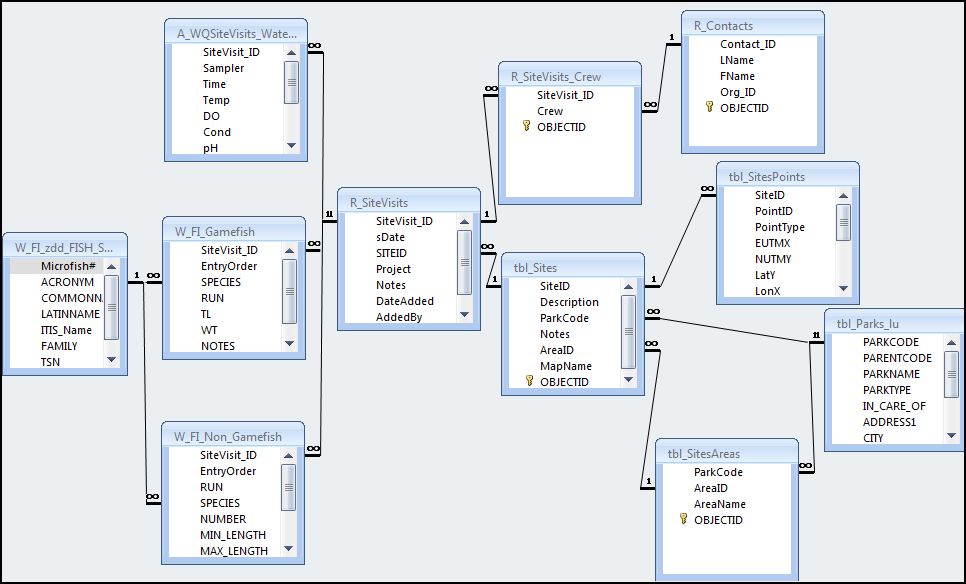 A_WQSiteVisits_Wate...
SiteVisit_ID
Sampler
Time
Temp
DO
Cond
pH
R_Contacts
Contact_ID
LName
FName
Org_ID
OBJECTID
R_SiteVisits_Crew
SiteVisit_ID
Crew
OBJECTID
tbl_SitesPoints
SiteID
PointID
PointType
EUTMX
NUTMY
LatY
LonX
R_SiteVisits
SiteVisit_ID
sDate
SITEID
Project
Notes
DateAdded
AddedBy
W_FI_Gamefish
SiteVisit_ID
EntryOrder
SPECIES
RUN
TL
WT
NOTES
W_FI_zdd_FISH_S...
Microfish#
ACRONYM
COMMONN
LATINNAME
ITIS_Name
FAMILY
TSN
tbl_Sites
SiteID
Description
ParkCode
Notes
AreaID
MapName
OBJECTID
tbl_Parks_lu
PARKCODE
PARENTCODE
PARKNAME
PARKTYPE
IN_CARE_OF
ADDRESS1
CITY
W_FI_Non_Gamefish
SiteVisit_ID
EntryOrder
RUN
SPECIES
NUMBER
MIN_LENGTH
MAX_LENGTH
tbl_SitesAreas
ParkCode
AreaID
AreaName
OBJECTID
∞
1
∞
∞
1
∞
∞
11
1
∞
1
∞
1
∞
1
∞
∞
11
∞
∞
1
∞